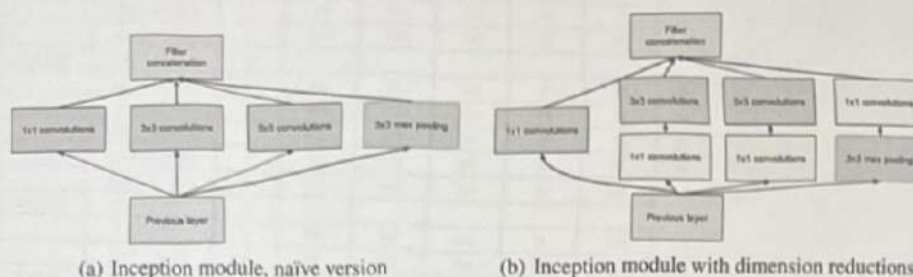 Filter
concatenation
1x1 convolutions
3x3 convolutions
5x5 convolutions
3x3 max pooling
Previous layer
(a) Inception module, naïve version
Filter
concatenation
3x3 convolutions
5x5 convolutions
1x1 convolutions
1x1 convolutions
1x1 convolutions
1x1 convolutions
3x3 max pooling
Previous layer
(b) Inception module with dimension reductions